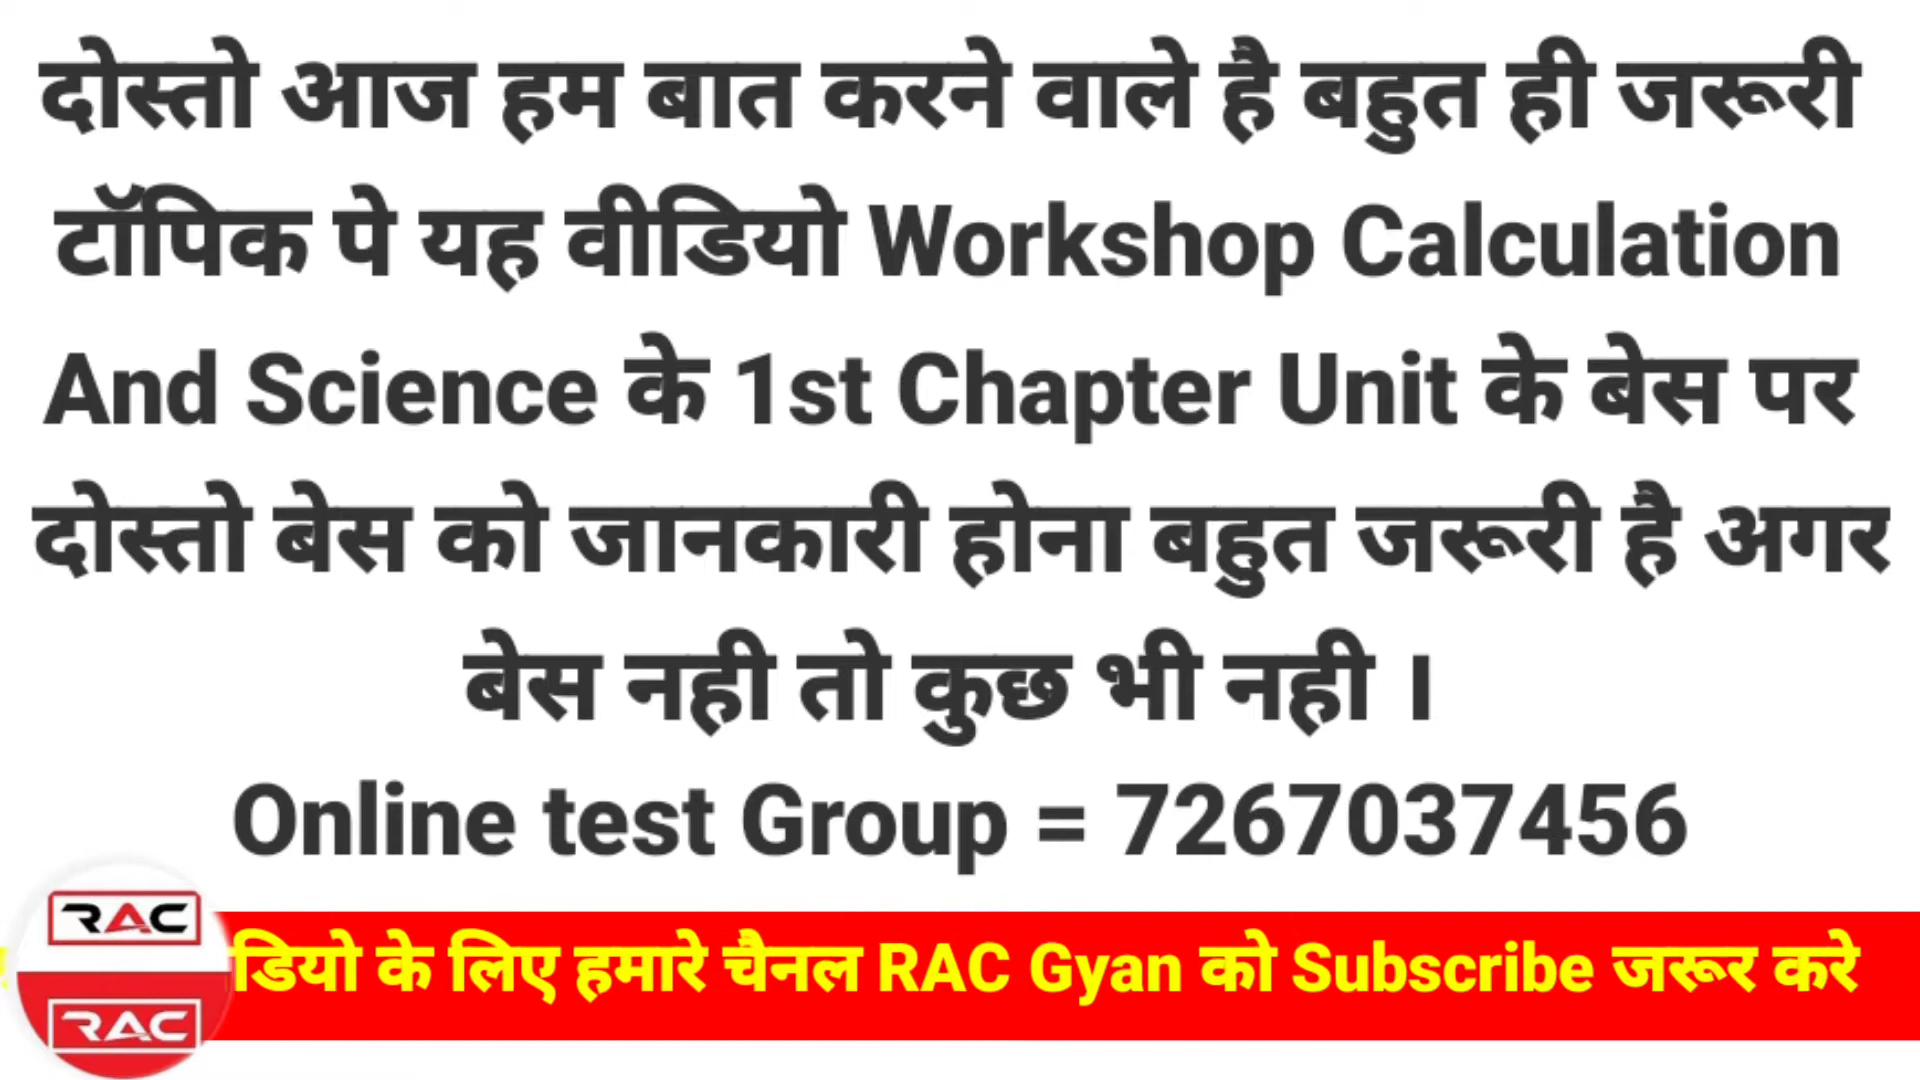 दोस्तो आज हम बात करने वाले है बहुत ही जरूरी
टॉपिक पे यह वीडियो Workshop Calculation
And Science के 1st Chapter Unit के बेस पर
दोस्तो बेस को जानकारी होना बहुत जरूरी है अगर
बेस नही तो कुछ भी नही ।
Online test Group = 7267037456
RAC
डियो के लिए हमारे चैनल RAC Gyan को Subscribe जरूर करे
RAC